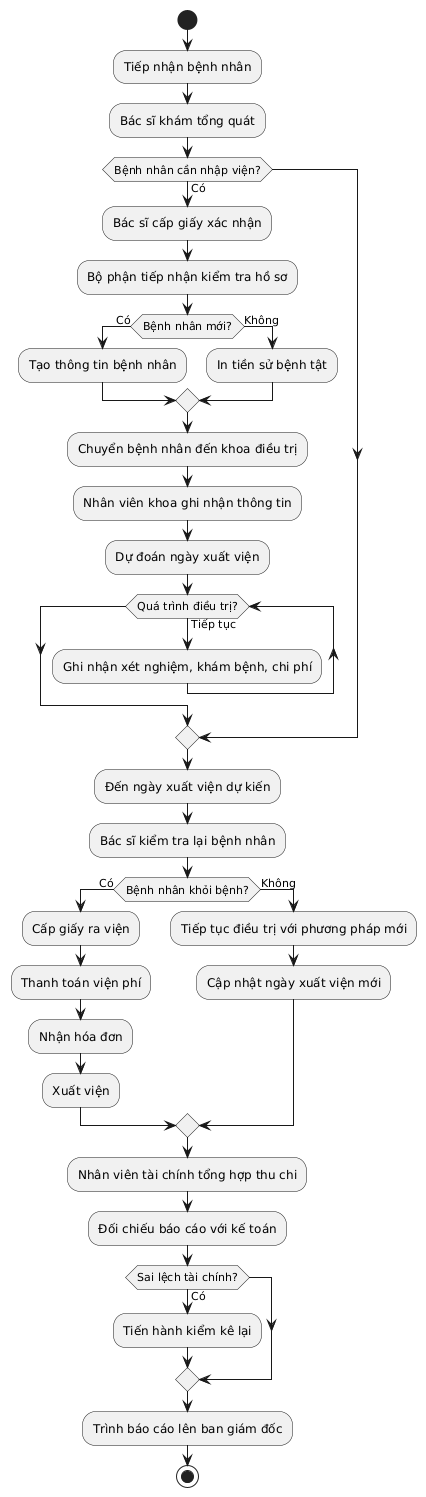 Tiếp nhận bệnh nhân
Bác sĩ khám tổng quát
Bệnh nhân cần nhập viện?
Có
Bác sĩ cấp giấy xác nhận
Bộ phận tiếp nhận kiểm tra hồ sơ
Có
Bệnh nhân mới?
Không
Tạo thông tin bệnh nhân
In tiền sử bệnh tật
Chuyển bệnh nhân đến khoa điều trị
Nhân viên khoa ghi nhận thông tin
Dự đoán ngày xuất viện
Quá trình điều trị?
Tiếp tục
Ghi nhận xét nghiệm, khám bệnh, chi phí
Đến ngày xuất viện dự kiến
Bác sĩ kiểm tra lại bệnh nhân
Có
Bệnh nhân khỏi bệnh?
Không
Cấp giấy ra viện
Tiếp tục điều trị với phương pháp mới
Thanh toán viện phí
Cập nhật ngày xuất viện mới
Nhận hóa đơn
Xuất viện
Nhân viên tài chính tổng hợp thu chi
Đối chiếu báo cáo với kế toán
Sai lệch tài chính?
Có
Tiến hành kiểm kê lại
Trình báo cáo lên ban giám đốc